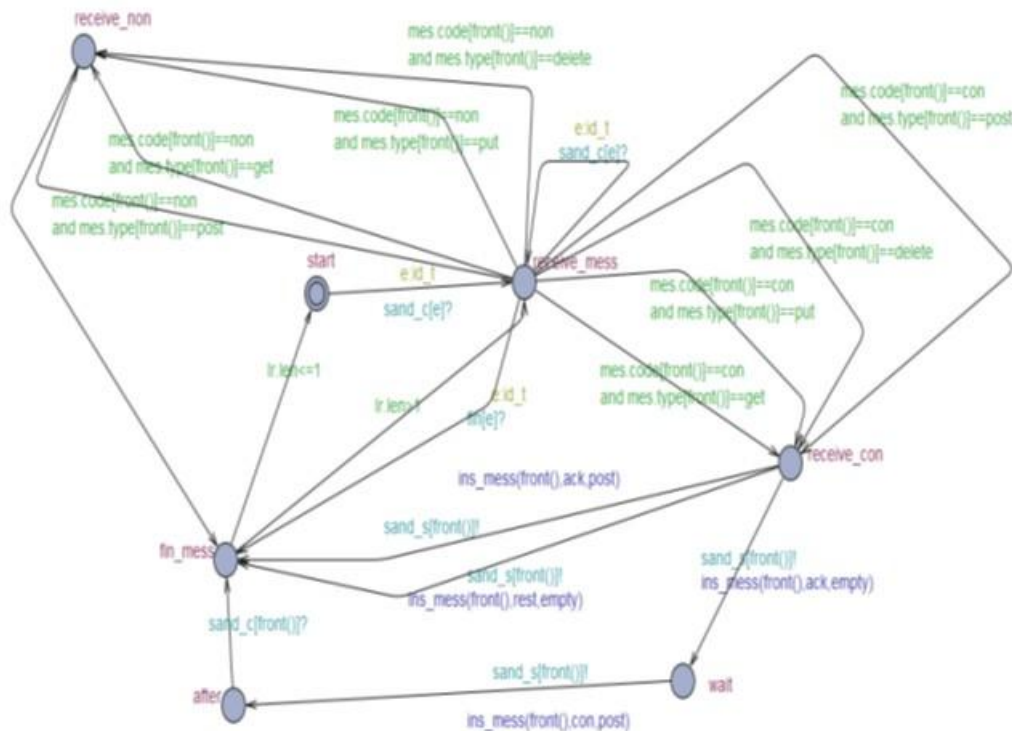 receive_non
mes.code[front()]==non
and mes.type[front()]==delete
mes.code[front()]==con
and mes.type[front()]==post
mes.code[front()]==non
and mes.type[front()]==put
e:id_t
sand_c[e]?
mes.code[front()]==non
and mes.type[front()]==get
mes.code[front()]==non
and mes.type[front()]==post
mes.code[front()]==con
and mes.type[front()]==delete
start
e:id_t
sand_c[e]?
receive_mess
mes.code[front()]==con
and mes.type[front()]==put
lr.len<=1
mes.code[front()]==con
and mes.type[front()]==get
lr.len>1
e:id_t
fin[e]?
receive_con
ins_mess(front(),ack,post)
sand_s[front()]!
fin_mess
sand_s[front()]!
ins_mess(front(),rest,empty)
sand_s[front()]!
ins_mess(front(),ack,empty)
sand_c[front()]?
sand_s[front()]!
after
wait
ins_mess(front(),con,post)